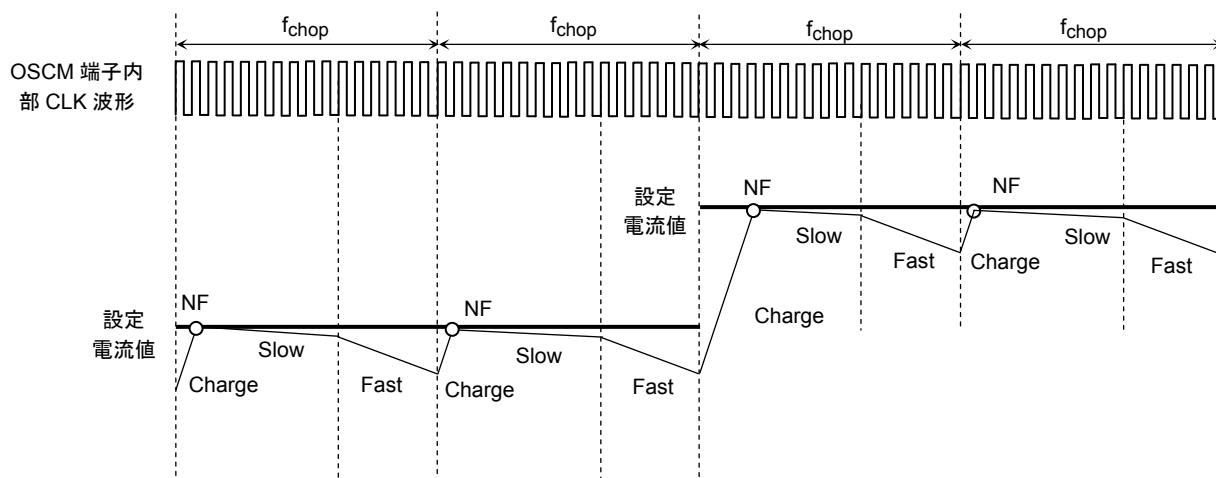 fchop
fchop
fchop
fchop
OSCM 端子内
部 CLK 波形
設定
電流値
NF
NF
Slow
Slow
Fast
Charge
Fast
Charge
設定
電流値
NF
NF
Slow
Slow
Charge
Fast
Charge
Fast